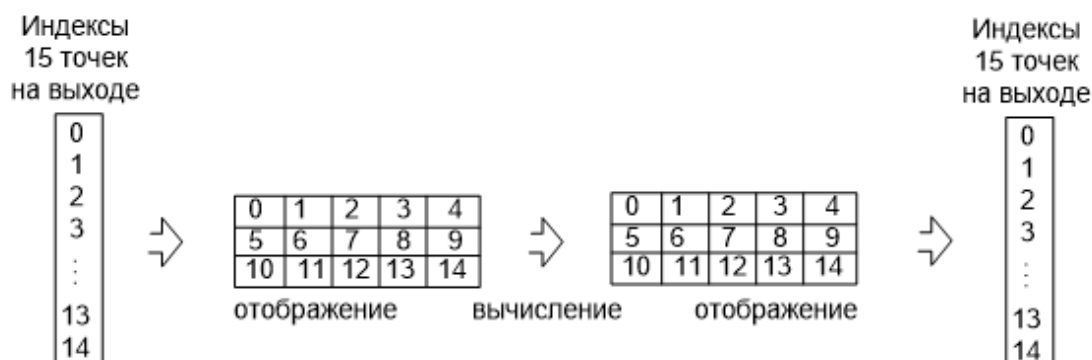 Индексы
15 точек
на выходе
0
1
2
3
⋮
13
14
0 1 2 3 4
5 6 7 8 9
10 11 12 13 14
отображение
вычисление
0 1 2 3 4
5 6 7 8 9
10 11 12 13 14
отображение
Индексы
15 точек
на выходе
0
1
2
3
⋮
13
14